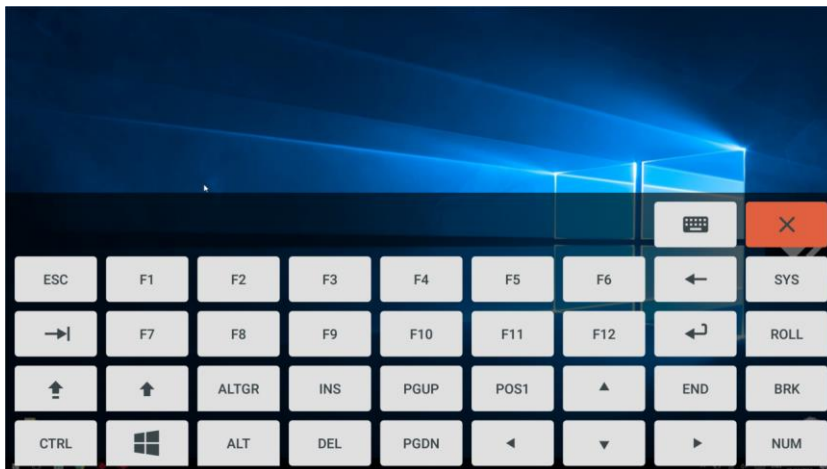 ESC F1 F2 F3 F4 F5 F6 SYS
F7 F8 F9 F10 F11 F12 ROLL
ALTGR INS PGUP POS1 END BRK
CTRL ALT DEL PGDN NUM